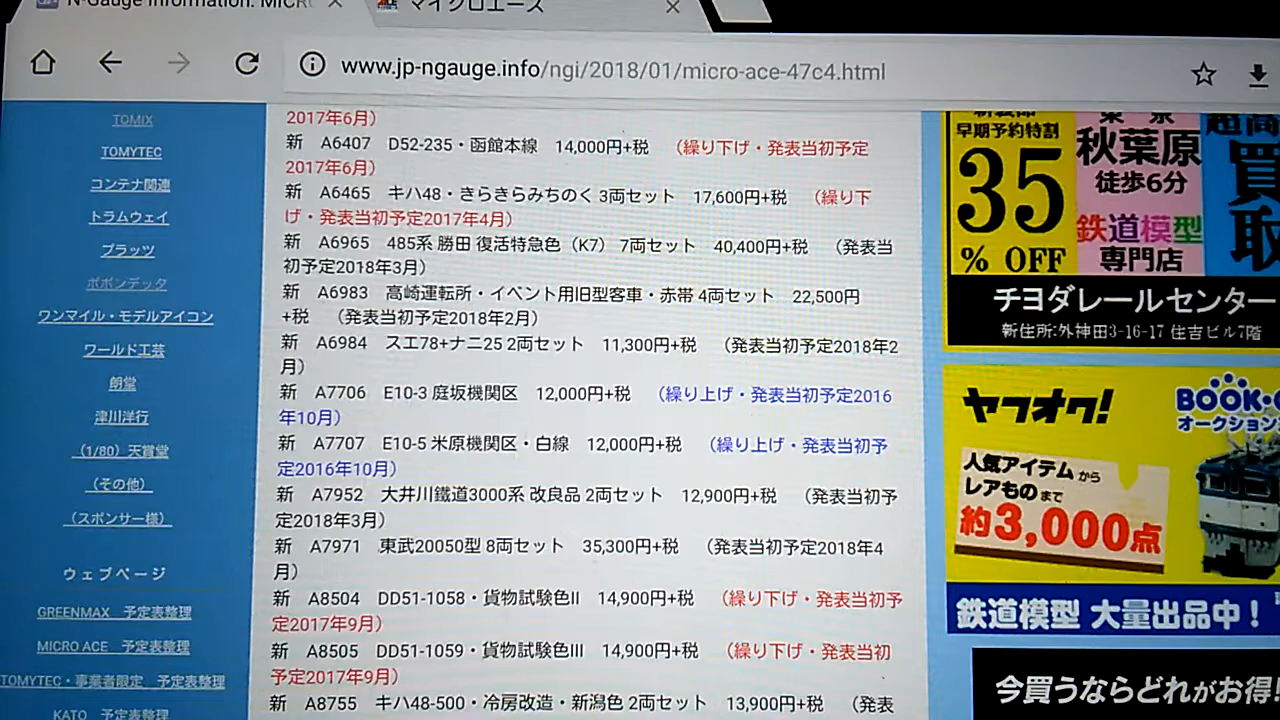 N-Gauge Information: MICR
マイクロエース
www.jp-ngauge.info/ngi/2018/01/micro-ace-47c4.html
TOMIX
TOMYTEC
コンテナ関連
トラムウェイ
プラッツ
ポポンデッタ
ワンマイル・モデルアイコン
ワールド工芸
朗堂
津川洋行
（1/80）天賞堂
（その他）
（スポンサー様）
ウェブページ
GREENMAX 予定表整理
MICRO ACE 予定表整理
TOMYTEC・事業者限定 予定表整理
KATO 予定表整理
2017年6月）
新 A6407 D52-235・函館本線 14,000円+税 （繰り下げ・発表当初予定
2017年6月）
新 A6465 キハ48・きらきらみちのく 3両セット 17,600円+税 （繰り下
げ・発表当初予定2017年4月）
新 A6965 485系 勝田 復活特急色（K7） 7両セット 40,400円+税 （発表当
初予定2018年3月）
新 A6983 高崎運転所・イベント用旧型客車・赤帯 4両セット 22,500円
+税 （発表当初予定2018年2月）
新 A6984 スエ78+ナニ25 2両セット 11,300円+税 （発表当初予定2018年2
月）
新 A7706 E10-3 庭坂機関区 12,000円+税 （繰り上げ・発表当初予定2016
年10月）
新 A7707 E10-5 米原機関区・白線 12,000円+税 （繰り上げ・発表当初予
定2016年10月）
新 A7952 大井川鐵道3000系 改良品 2両セット 12,900円+税 （発表当初予
定2018年3月）
新 A7971 東武20050型 8両セット 35,300円+税 （発表当初予定2018年4
月）
新 A8504 DD51-1058・貨物試験色II 14,900円+税 （繰り下げ・発表当初予
定2017年9月）
新 A8505 DD51-1059・貨物試験色III 14,900円+税 （繰り下げ・発表当初
予定2017年9月）
新 A8755 キハ48-500・冷房改造・新潟色 2両セット 13,900円+税 （発表
早期予約特割
35
% OFF
東 京
秋葉原
徒歩6分
鉄道模型
専門店
超高
買
取
チヨダレールセンター
新住所:外神田3-16-17 住吉ビル7階
ヤフオク!
BOOK
オークション
人気アイテムから
レアものまで
約3,000点
鉄道模型 大量出品中！
今買うならどれがお得!